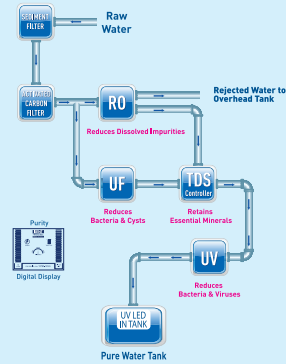 SEDIMENT
FILTER
Raw
Water
CARBON
FILTER
RO
Rejected Water to
Overhead Tank
Reduces Dissolved Impurities
UF
TDS
Controller
Reduces
Bacteria & Cysts
Retains
Essential Minerals
Purity
Digital Display
UV
Reduces
Bacteria & Viruses
UV LED
IN TANK
Pure Water Tank